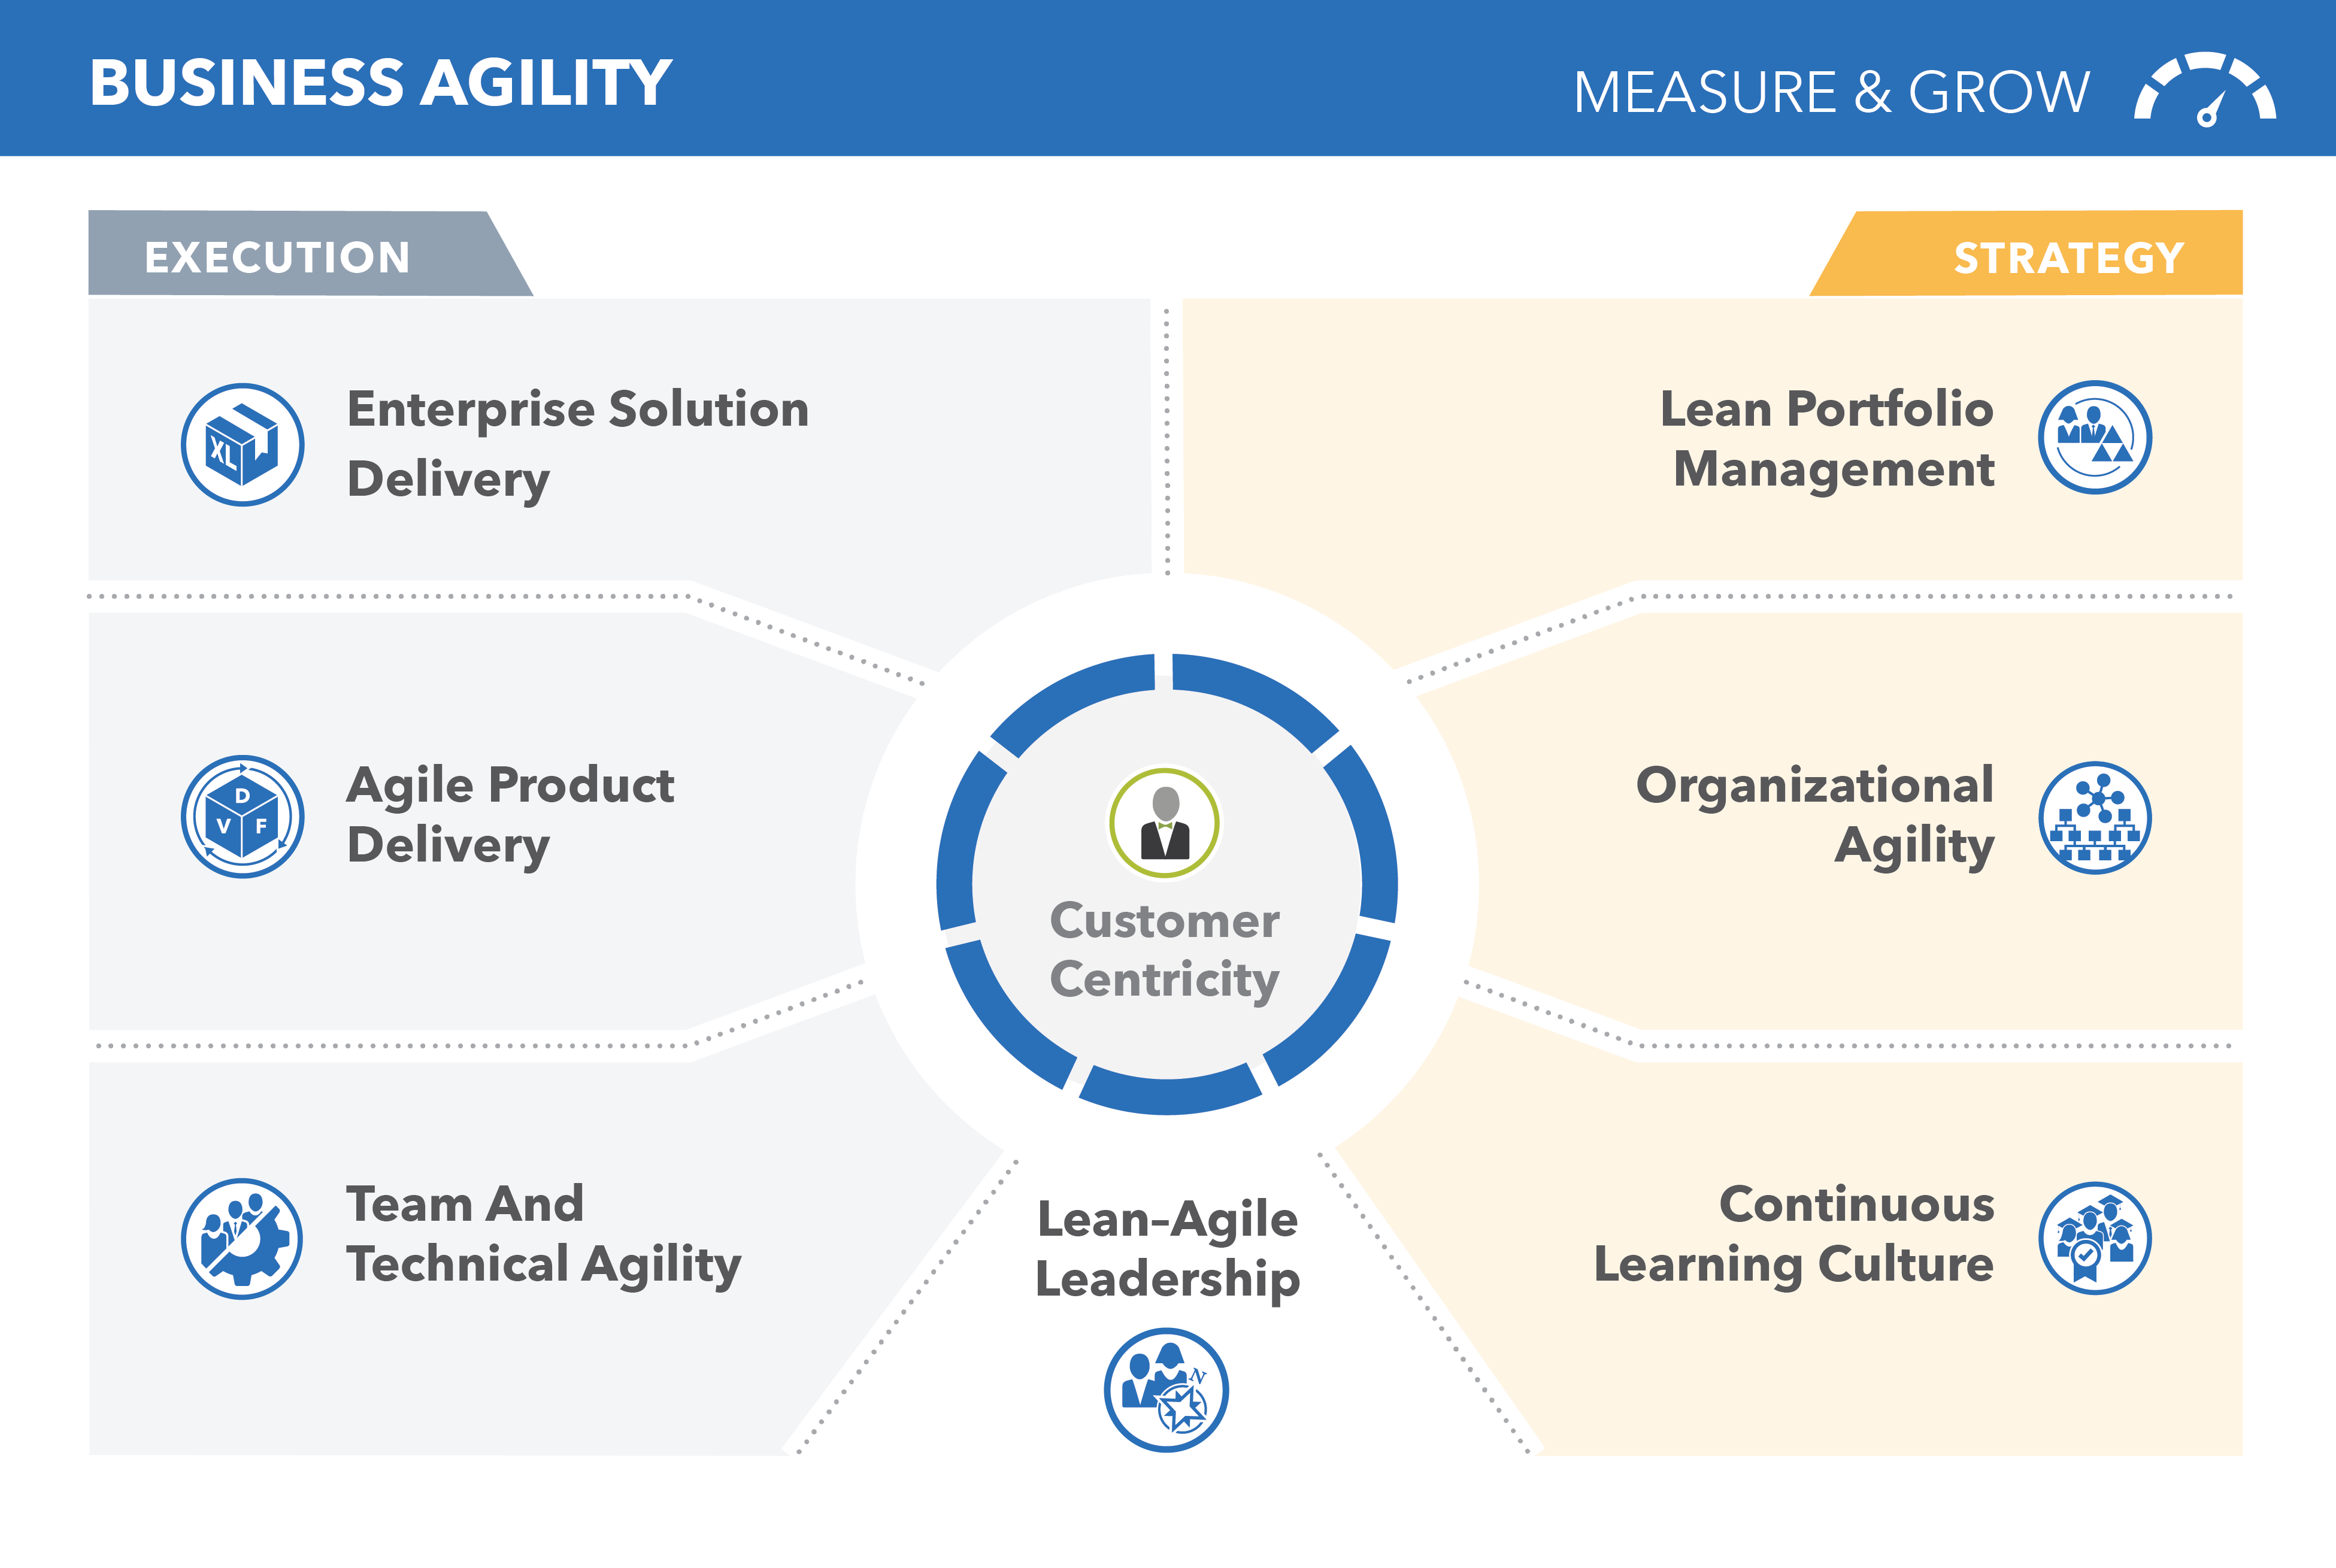 BUSINESS AGILITY
MEASURE & GROW
EXECUTION
STRATEGY
Enterprise Solution
Delivery
XL
Lean Portfolio
Management
Agile Product
Delivery
D
V F
Organizational
Agility
Customer
Centricity
Team And
Technical Agility
Lean–Agile
Leadership
N
Continuous
Learning Culture